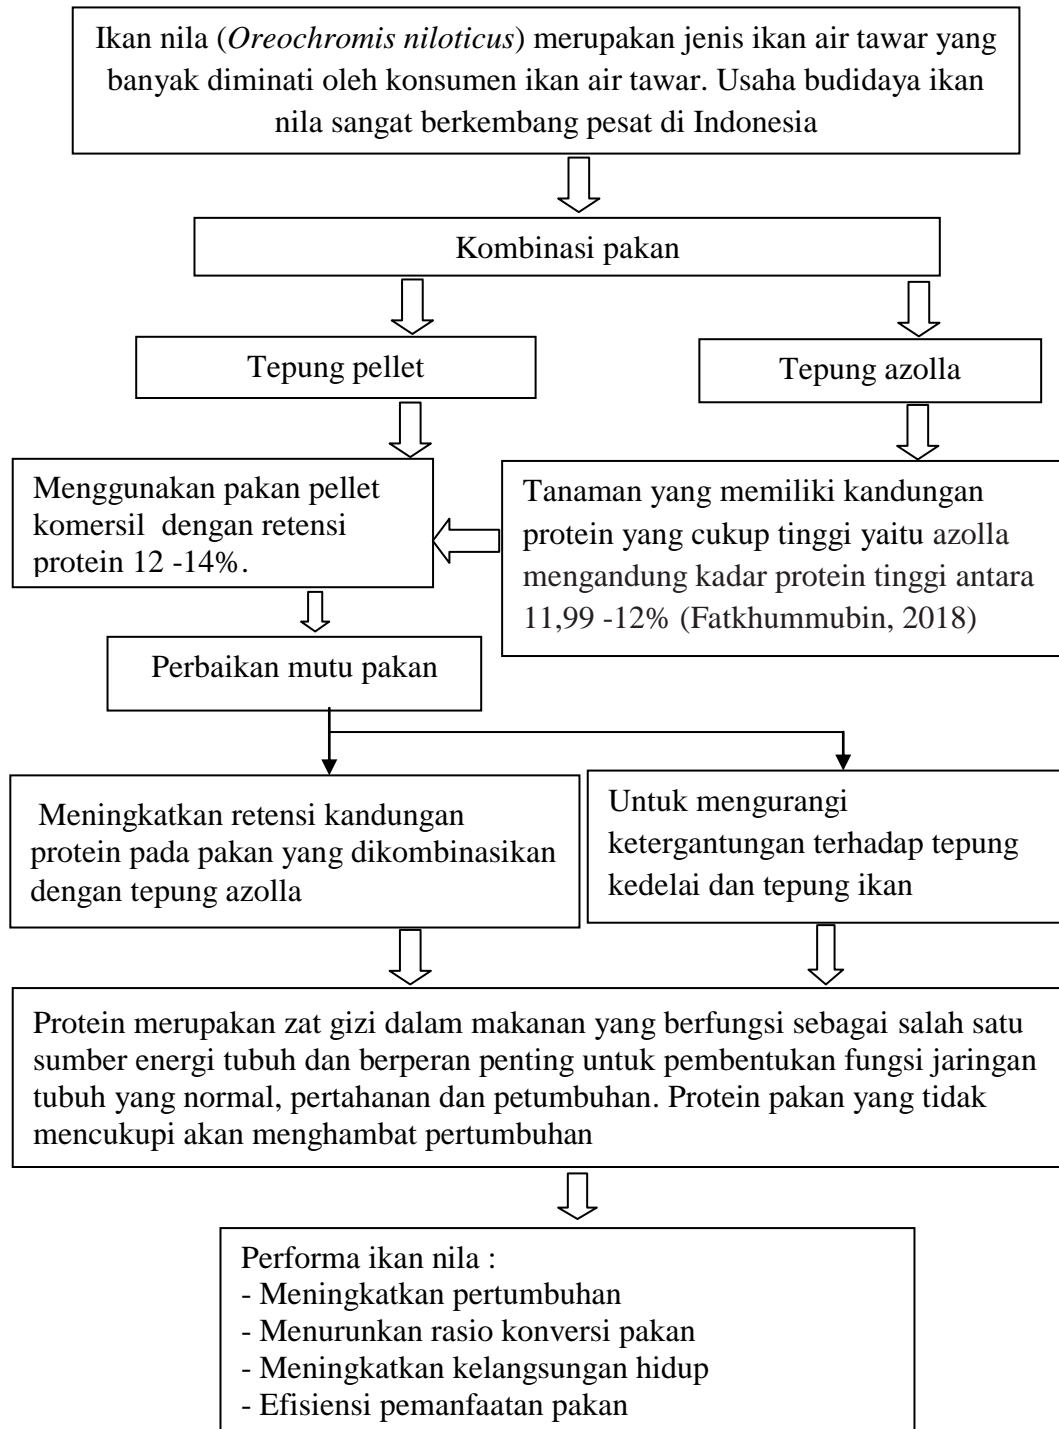 Ikan nila (Oreochromis niloticus) merupakan jenis ikan air tawar yang
banyak diminati oleh konsumen ikan air tawar. Usaha budidaya ikan
nila sangat berkembang pesat di Indonesia
Kombinasi pakan
Tepung pellet
Tepung azolla
Menggunakan pakan pellet
komersil dengan retensi
protein 12 -14%.
Tanaman yang memiliki kandungan
protein yang cukup tinggi yaitu azolla
mengandung kadar protein tinggi antara
11,99 -12% (Fatkhummubin, 2018)
Perbaikan mutu pakan
Meningkatkan retensi kandungan
protein pada pakan yang dikombinasikan
dengan tepung azolla
Untuk mengurangi
ketergantungan terhadap tepung
kedelai dan tepung ikan
Protein merupakan zat gizi dalam makanan yang berfungsi sebagai salah satu
sumber energi tubuh dan berperan penting untuk pembentukan fungsi jaringan
tubuh yang normal, pertahanan dan petumbuhan. Protein pakan yang tidak
mencukupi akan menghambat pertumbuhan
Performa ikan nila :
- Meningkatkan pertumbuhan
- Menurunkan rasio konversi pakan
- Meningkatkan kelangsungan hidup
- Efisiensi pemanfaatan pakan